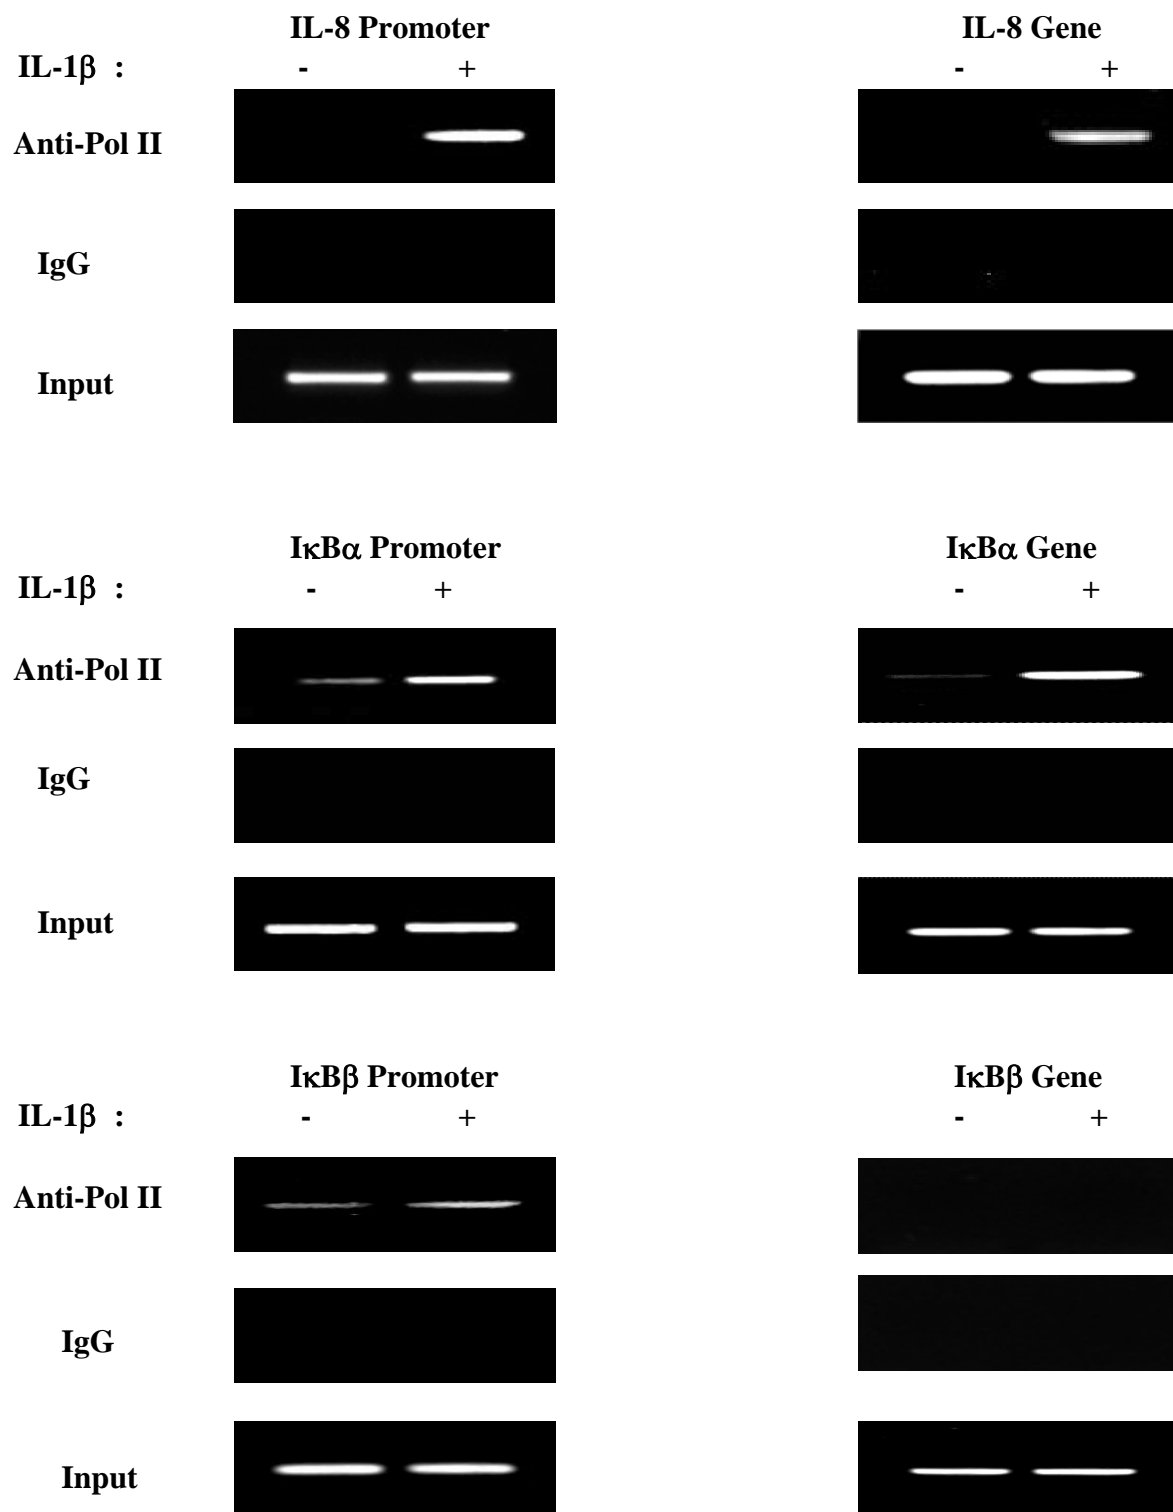 IL-8 Promoter IL-8 Gene
IL-1β : - + - +
Anti-Pol II
IgG
Input
IκBα Promoter IκBα Gene
IL-1β : - + - +
Anti-Pol II
IgG
Input
IκBβ Promoter IκBβ Gene
IL-1β : - + - +
Anti-Pol II
IgG
Input